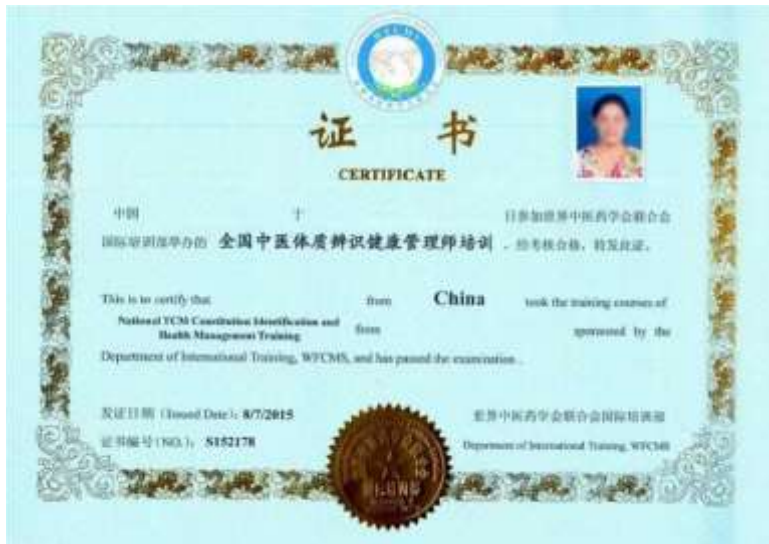 WFCMS
证 书
CERTIFICATE
中国 于 日参加世界中医药学会联合会
国际培训部举办的 全国中医体质辨识健康管理师培训 ，经考核合格，特发此证。
This is to certify that from China took the training courses of
National TCM Constitution Identification and
Health Management Training from sponsored by the
Department of International Training, WFCMS, and has passed the examination .
发证日期 (Issued Date): 8/7/2015
世界中医药学会联合会国际培训部
证书编号 (NO.): S152178
Department of International Training, WFCMS